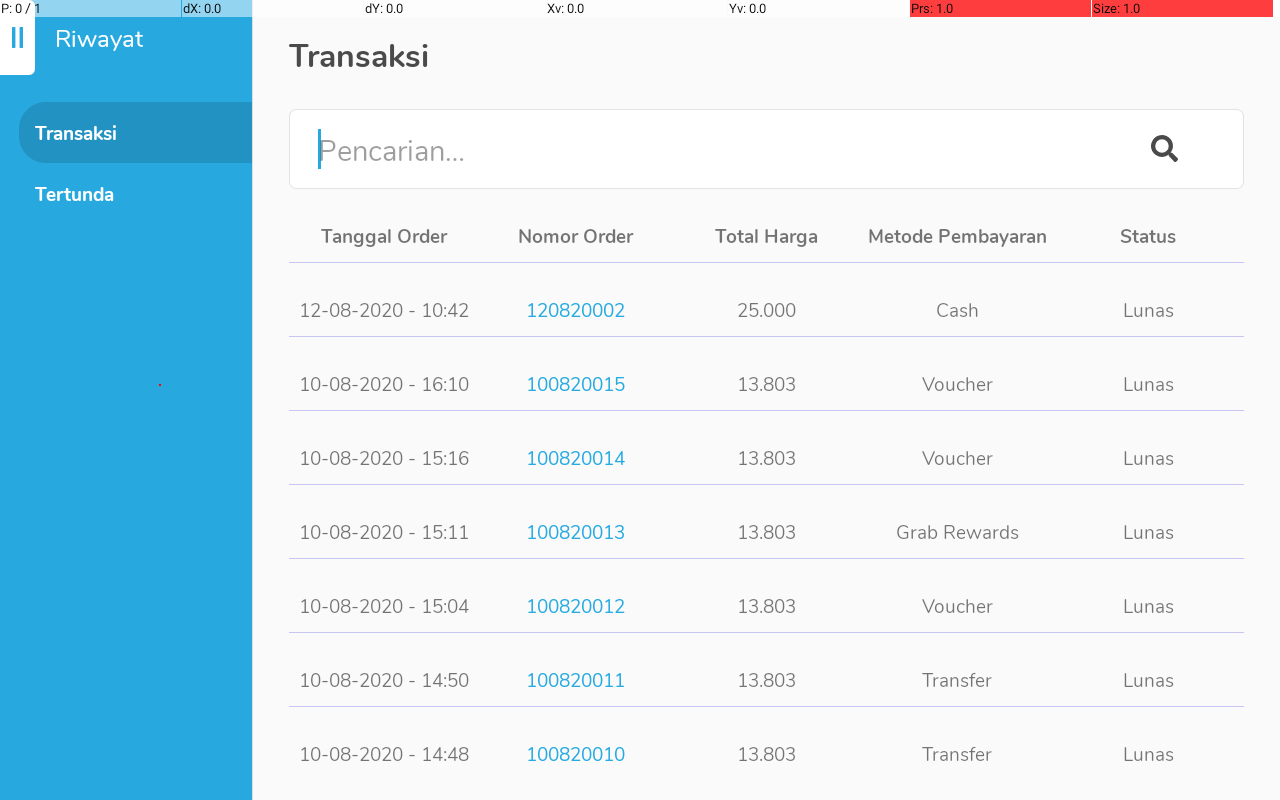 P: 0 / 1 dX: 0.0 dY: 0.0 Xv: 0.0 Yv: 0.0 Prs: 1.0 Size: 1.0
Riwayat
Transaksi
Tertunda
Transaksi
Pencarian...
Tanggal Order Nomor Order Total Harga Metode Pembayaran Status
12-08-2020 - 10:42 120820002 25.000 Cash Lunas
10-08-2020 - 16:10 100820015 13.803 Voucher Lunas
10-08-2020 - 15:16 100820014 13.803 Voucher Lunas
10-08-2020 - 15:11 100820013 13.803 Grab Rewards Lunas
10-08-2020 - 15:04 100820012 13.803 Voucher Lunas
10-08-2020 - 14:50 100820011 13.803 Transfer Lunas
10-08-2020 - 14:48 100820010 13.803 Transfer Lunas